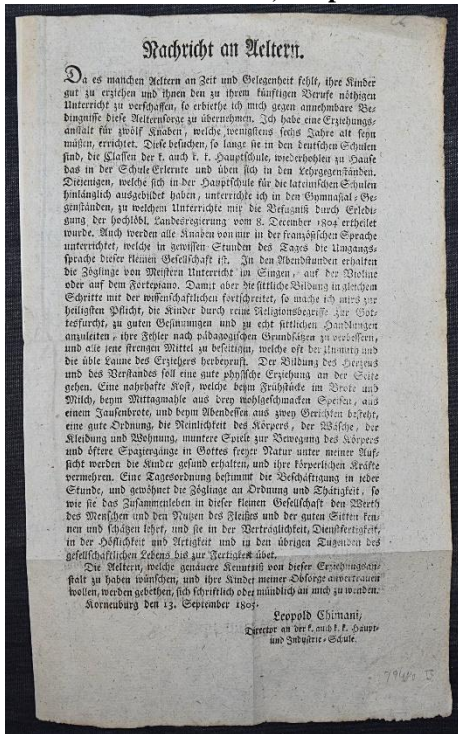 Nachricht an Aeltern.
Da es manchen Aeltern an Zeit und Gelegenheit fehlt, ihre Kinder
gut zu erziehen und ihnen den zu ihrem künftigen Berufe nöthigen
Unterricht zu verschaffen, so erbiethe ich mich gegen annehmbare Be-
dingnisse diese Aelternsorge zu übernehmen. Ich habe eine Erziehungs-
anstalt für zwölf Knaben, welche wenigstens sechs Jahre alt seyn
müßen, errichtet. Diese besuchen, so lange sie in den deutschen Schulen
sind, die Classen der k. auch k. k. Hauptschule, wiederhohlen zu Hause
das in der Schule Erlernte und üben sich in den Lehrgegenständen.
Diejenigen, welche sich in der Hauptschule für die lateinischen Schulen
hinlänglich ausgebidet haben, unterrichte ich in den Gymnasial-Ge-
genständen, zu welchem Unterrichte mir die Befugniß durch Erledi-
gung der hochlöbl. Landesregierung vom 8. December 1804 ertheilet
wurde. Auch werden alle Knaben von mir in der französischen Sprache
unterrichtet, welche in gewissen Stunden des Tages die Umgangs-
sprache dieser kleinen Gesellschaft ist. In den Abendstunden erhalten
die Zöglinge von Meistern Unterricht im Singen, auf der Violine
oder auf dem Fortepiano. Damit aber die sittliche Bildung in gleichem
Schritte mit der wissenschaftlichen fortschreitet, so mache ich mirs zur
heiligsten Pflicht, die Kinder durch reine Religionsbegriffe zur Got-
tesfurcht, zu guten Gesinnungen und zu echt sittlichen Handlungen
anzuleiten, ihre Fehler nach pädagogischen Grundsätzen zu verbessern,
und alle jene strengen Mittel zu beseitigen, welche oft der Unmuth und
die üble Laune des Erziehers herbeyruft. Der Bildung des Herzens
und des Verstandes soll eine gute physische Erziehung an der Seite
gehen. Eine nahrhafte Kost, welche beym Frühstücke im Brote und
Milch, beym Mittagmahle aus drey wohlgeschmacken Speisen, aus
einem Jausenbrote, und beym Abendessen aus zwey Gerichten besteht,
eine gute Ordnung, die Reinlichkeit des Körpers, der Wäsche, der
Kleidung und Wohnung, muntere Spiele zur Bewegung des Körpers
und öftere Spaziergänge in Gottes freyer Natur unter meiner Auf-
sicht werden die Kinder gesund erhalten, und ihre körperlichen Kräfte
vermehren. Eine Tagesordnung bestimmt die Beschäftigung in jeder
Stunde, und gewöhnet die Zöglinge an Ordnung und Thätigkeit, so
wie sie das Zusammenleben in dieser kleinen Gesellschaft den Werth
des Menschen und den Nutzen des Fleißes und der guten Sitten ken-
nen und schätzen lehrt, und sie in der Verträglichkeit, Dienstfertigkeit,
in der Höflichkeit und Artigkeit und in den übrigen Tugenden des
gesellschaftlichen Lebens bis zur Fertigkeit übet.
Die Aeltern, welche genauere Kenntniß von dieser Erziehungsan-
stalt zu haben wünschen, und ihre Kinder meiner Obsorge anvertrauen
wollen, werden gebethen, sich schriftlich oder mündlich an mich zu wenden.
Korneuburg den 13. September 1805.
Leopold Chimani,
Director an der k. auch k. k. Haupt-
und Industrie-Schule.